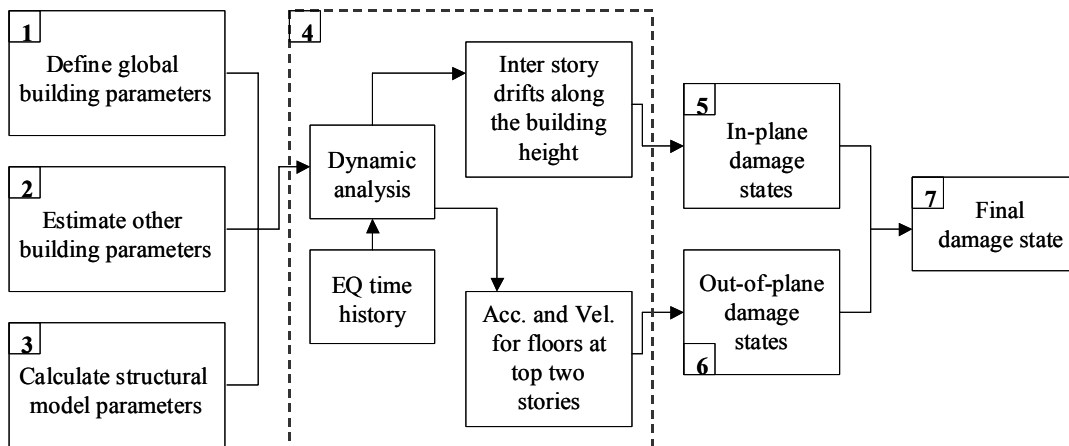 1
Define global
building parameters
2
Estimate other
building parameters
3
Calculate structural
model parameters
4
Dynamic
analysis
EQ time
history
Inter story
drifts along
the building
height
Acc. and Vel.
for floors at
top two
stories
5
In-plane
damage
states
Out-of-plane
damage
states
6
7
Final
damage state